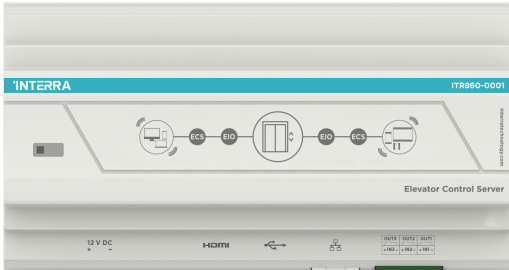 INTERRA
ITR860-0001
ECS
EIO
EIO
ECS
interratechnology.com
Elevator Control Server
12 V DC
+ −
HDMI
OUT3 OUT2 OUT1
+ IN3 − + IN2 − + IN1 −